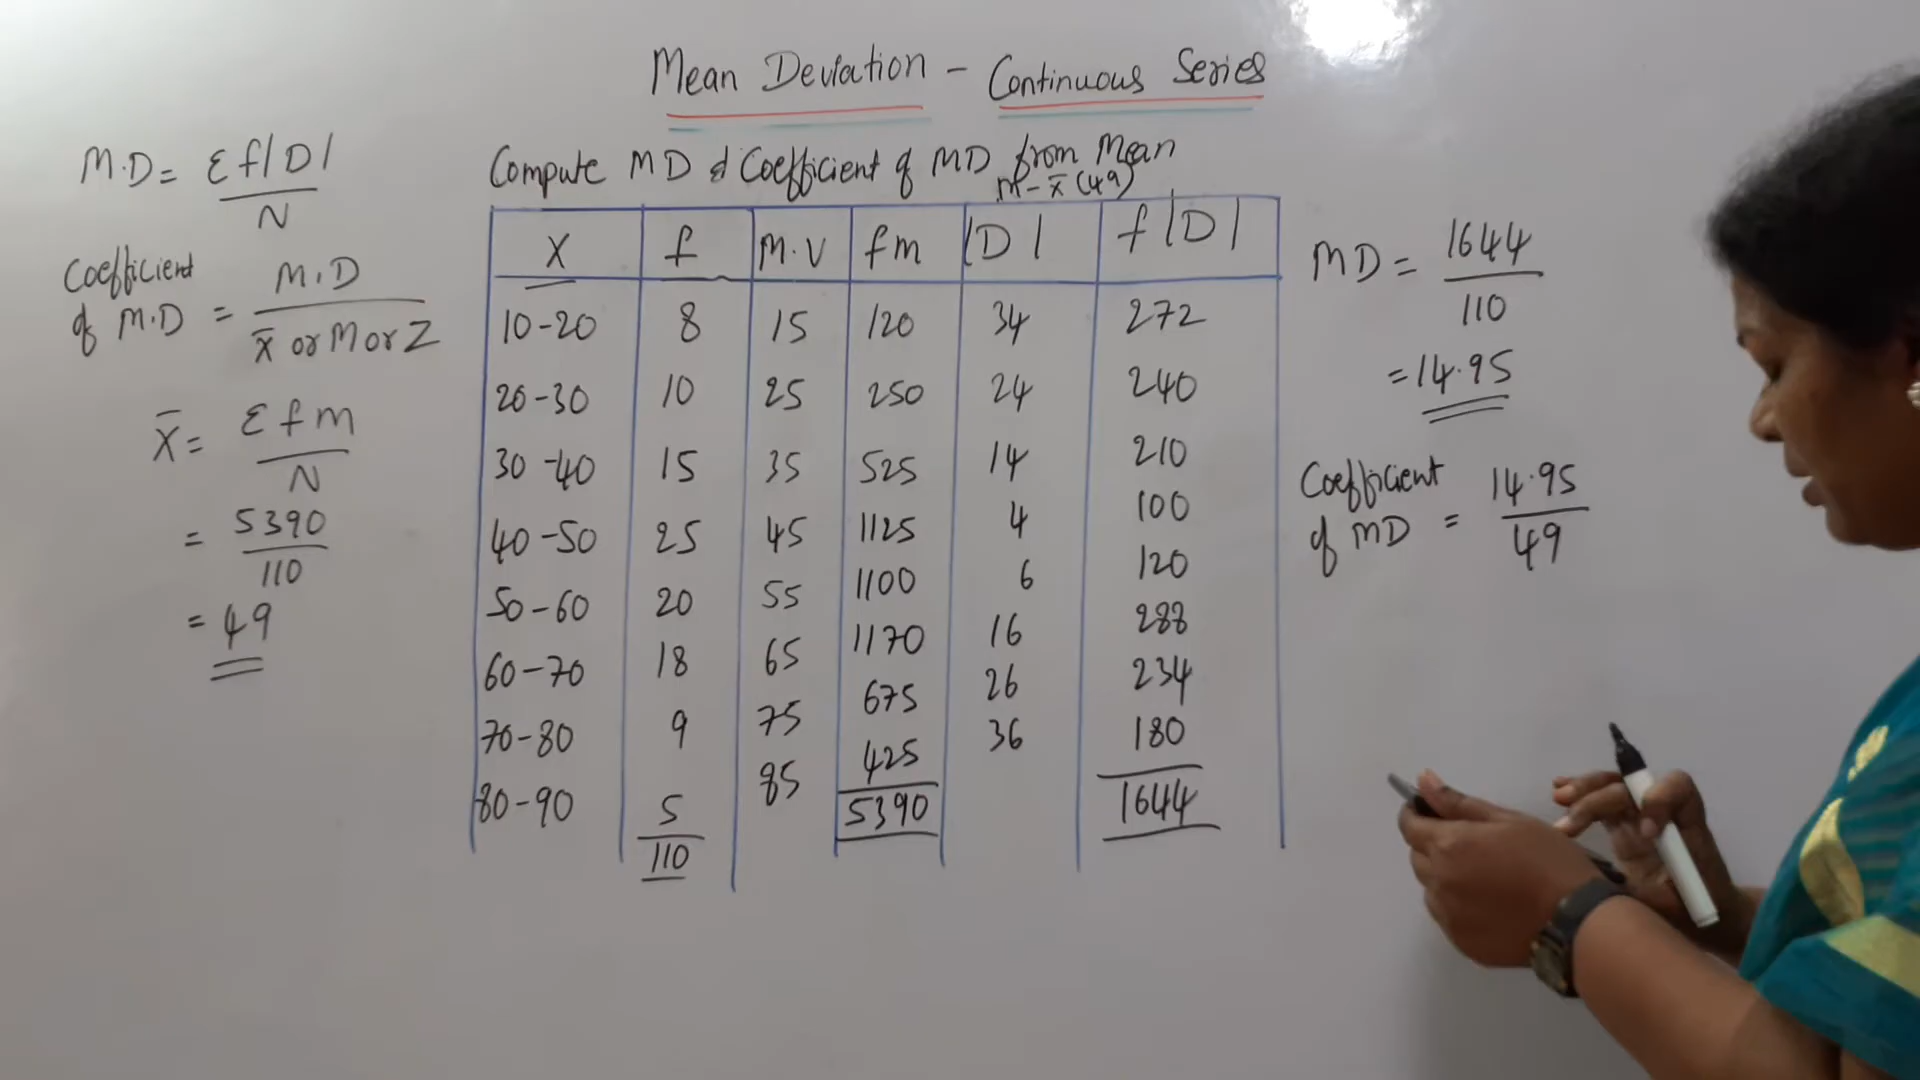 Mean Deviation - Continuous Series
M.D = Σf|D|
N
Coefficient of M.D = M.D
x̄ or M or Z
X̄ = Σfm
N
= 5390
110
= 49
Compute MD & Coefficient of MD from Mean
m - x̄ (49)
X f M.V fm |D| f|D|
10-20 8 15 120 34 272
20-30 10 25 250 24 240
30-40 15 35 525 14 210
40-50 25 45 1125 4 100
50-60 20 55 1100 6 120
60-70 18 65 1170 16 288
70-80 9 75 675 26 234
80-90 5 85 425 36 180
110 5390 1644
MD = 1644
110
= 14.95
Coefficient of MD = 14.95
49